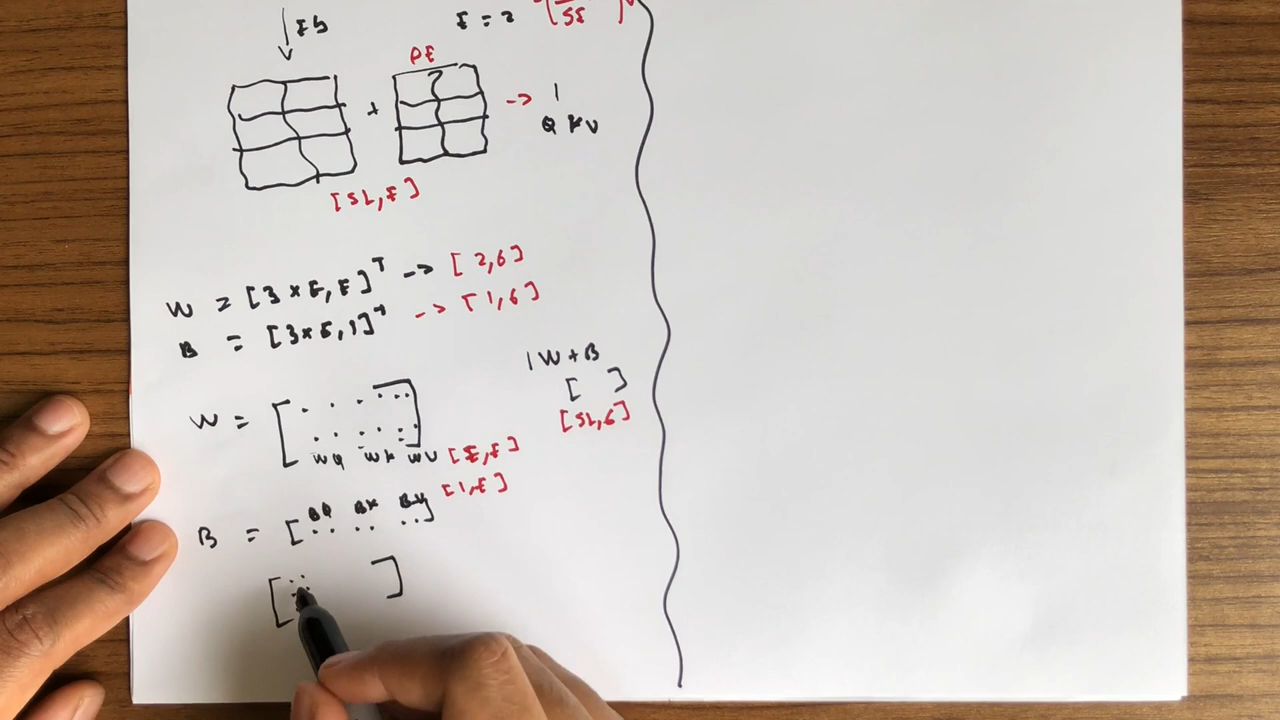 E = 2
PE
+ -> I
Q K V
[SL, E]
W = [3 × E, E]ᵀ -> [2,6]
B = [3 × E, 1]ᵀ -> [1,6]
IW + B
[ ]
[SL, 6]
W = [ ]
WQ WK WV [E, E]
[1, E]
BQ BK BV
B = [ ]
[ ]